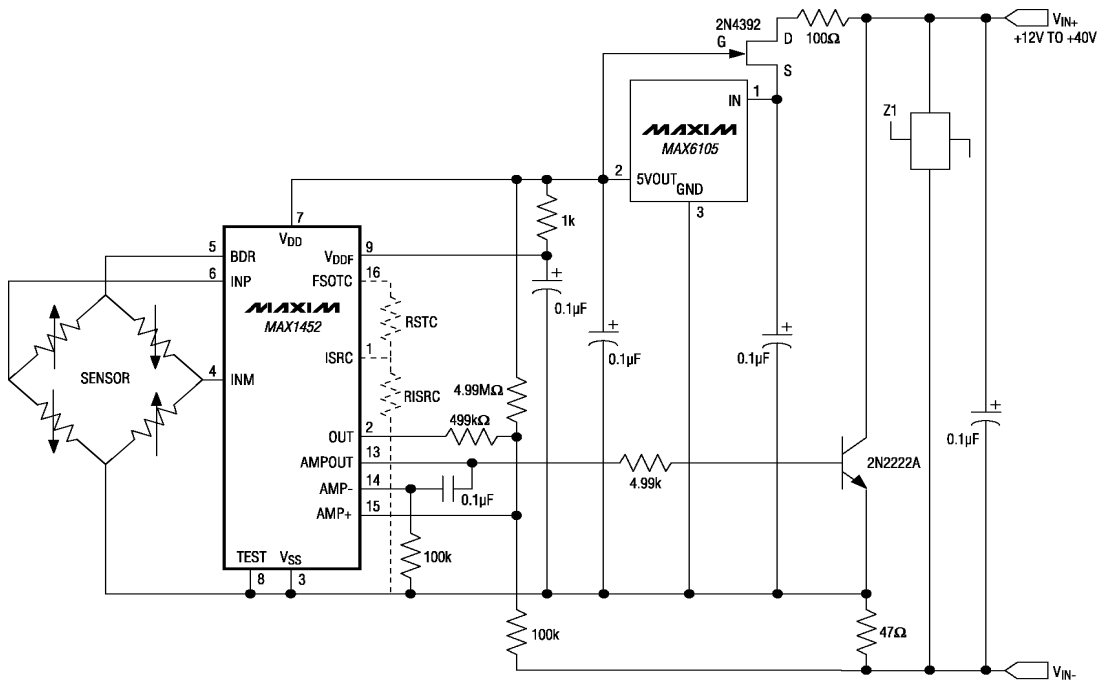 2N4392
G
D
S
100Ω
VIN+
+12V TO +40V
IN
1
MAXIM
MAX6105
2
5VOUT
GND
3
Z1
7
VDD
1k
5
BDR
VDDF
9
6
INP
FSOTC
16
MAXIM
MAX1452
RSTC
0.1µF
0.1µF
0.1µF
ISRC
1
SENSOR
4
INM
RISRC
4.99MΩ
499kΩ
OUT
2
0.1µF
AMPOUT
13
2N2222A
4.99k
AMP-
14
0.1µF
AMP+
15
100k
TEST
VSS
8
3
100k
47Ω
VIN-